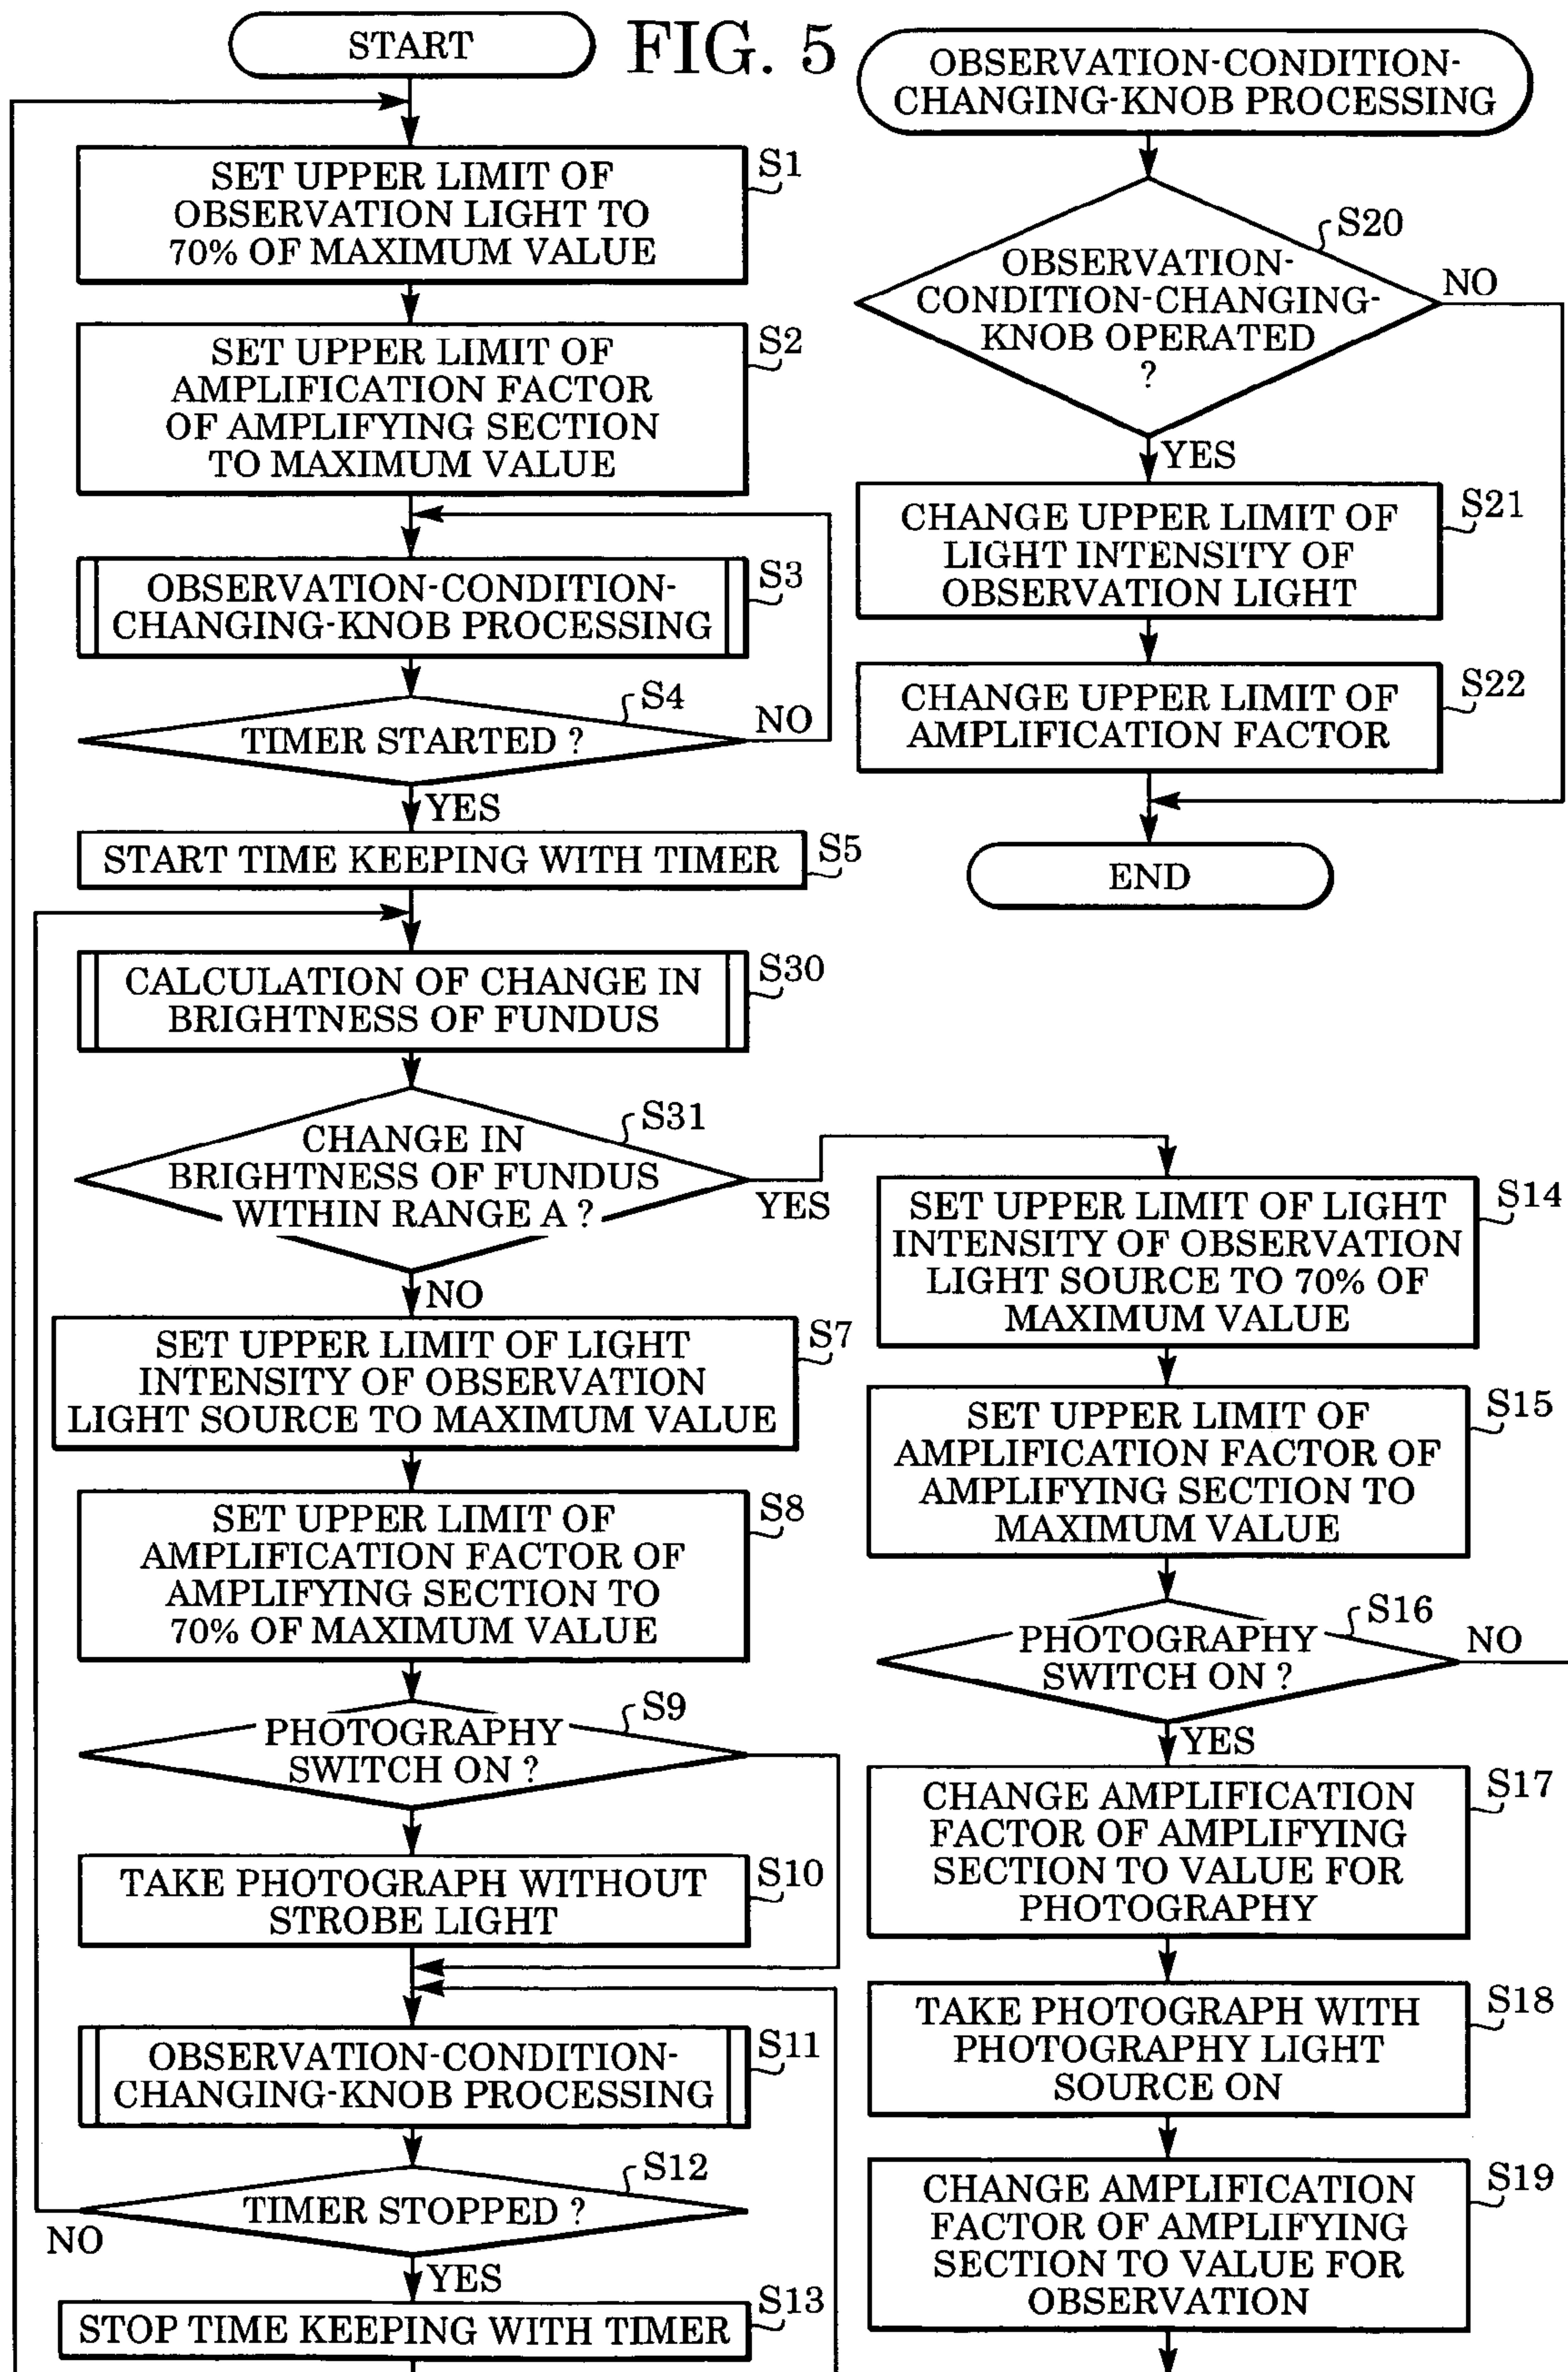 FIG. 5
START
SET UPPER LIMIT OF
OBSERVATION LIGHT TO
70% OF MAXIMUM VALUE
S1
SET UPPER LIMIT OF
AMPLIFICATION FACTOR
OF AMPLIFYING SECTION
TO MAXIMUM VALUE
S2
OBSERVATION-CONDITION-
CHANGING-KNOB PROCESSING
S3
TIMER STARTED ?
S4
NO
YES
START TIME KEEPING WITH TIMER
S5
CALCULATION OF CHANGE IN
BRIGHTNESS OF FUNDUS
S30
CHANGE IN
BRIGHTNESS OF FUNDUS
WITHIN RANGE A ?
S31
YES
NO
SET UPPER LIMIT OF LIGHT
INTENSITY OF OBSERVATION
LIGHT SOURCE TO MAXIMUM VALUE
S7
SET UPPER LIMIT OF
AMPLIFICATION FACTOR OF
AMPLIFYING SECTION TO
70% OF MAXIMUM VALUE
S8
PHOTOGRAPHY
SWITCH ON ?
S9
TAKE PHOTOGRAPH WITHOUT
STROBE LIGHT
S10
OBSERVATION-CONDITION-
CHANGING-KNOB PROCESSING
S11
TIMER STOPPED ?
S12
NO
YES
STOP TIME KEEPING WITH TIMER
S13
OBSERVATION-CONDITION-
CHANGING-KNOB PROCESSING
OBSERVATION-
CONDITION-CHANGING-
KNOB OPERATED
?
S20
NO
YES
CHANGE UPPER LIMIT OF
LIGHT INTENSITY OF
OBSERVATION LIGHT
S21
CHANGE UPPER LIMIT OF
AMPLIFICATION FACTOR
S22
END
SET UPPER LIMIT OF LIGHT
INTENSITY OF OBSERVATION
LIGHT SOURCE TO 70% OF
MAXIMUM VALUE
S14
SET UPPER LIMIT OF
AMPLIFICATION FACTOR OF
AMPLIFYING SECTION TO
MAXIMUM VALUE
S15
PHOTOGRAPHY
SWITCH ON ?
S16
NO
YES
CHANGE AMPLIFICATION
FACTOR OF AMPLIFYING
SECTION TO VALUE FOR
PHOTOGRAPHY
S17
TAKE PHOTOGRAPH WITH
PHOTOGRAPHY LIGHT
SOURCE ON
S18
CHANGE AMPLIFICATION
FACTOR OF AMPLIFYING
SECTION TO VALUE FOR
OBSERVATION
S19